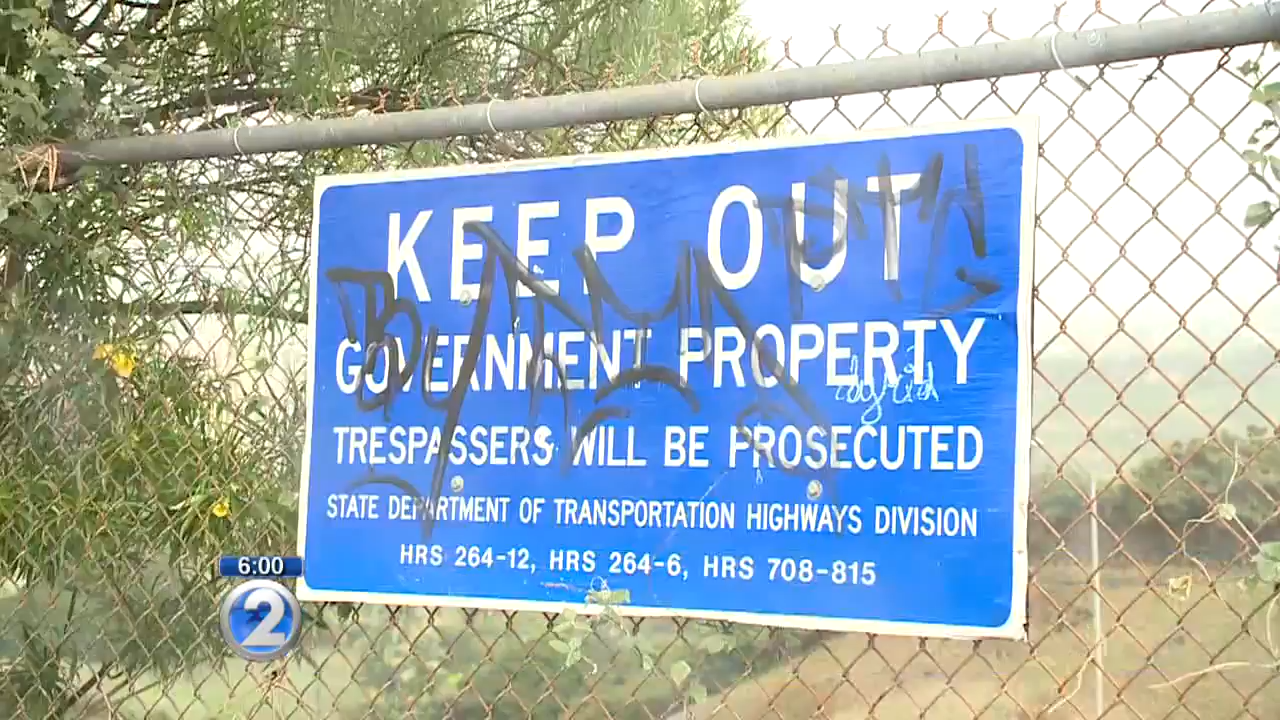 KEEP OUT
GOVERNMENT PROPERTY
TRESPASSERS WILL BE PROSECUTED
STATE DEPARTMENT OF TRANSPORTATION HIGHWAYS DIVISION
HRS 264-12, HRS 264-6, HRS 708-815
6:00
2